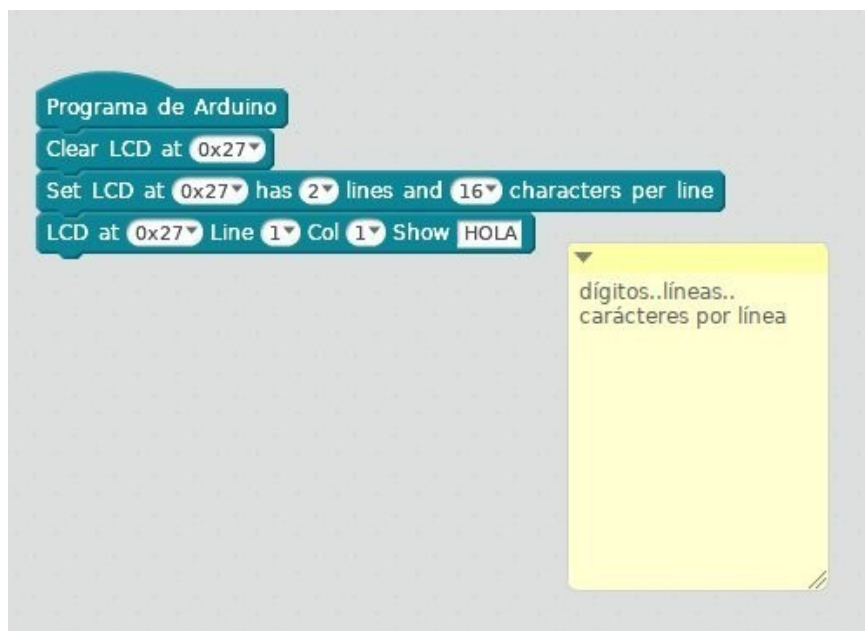 Programa de Arduino
Clear LCD at 0x27
Set LCD at 0x27 has 2 lines and 16 characters per line
LCD at 0x27 Line 1 Col 1 Show HOLA
dígitos..líneas..
carácteres por línea